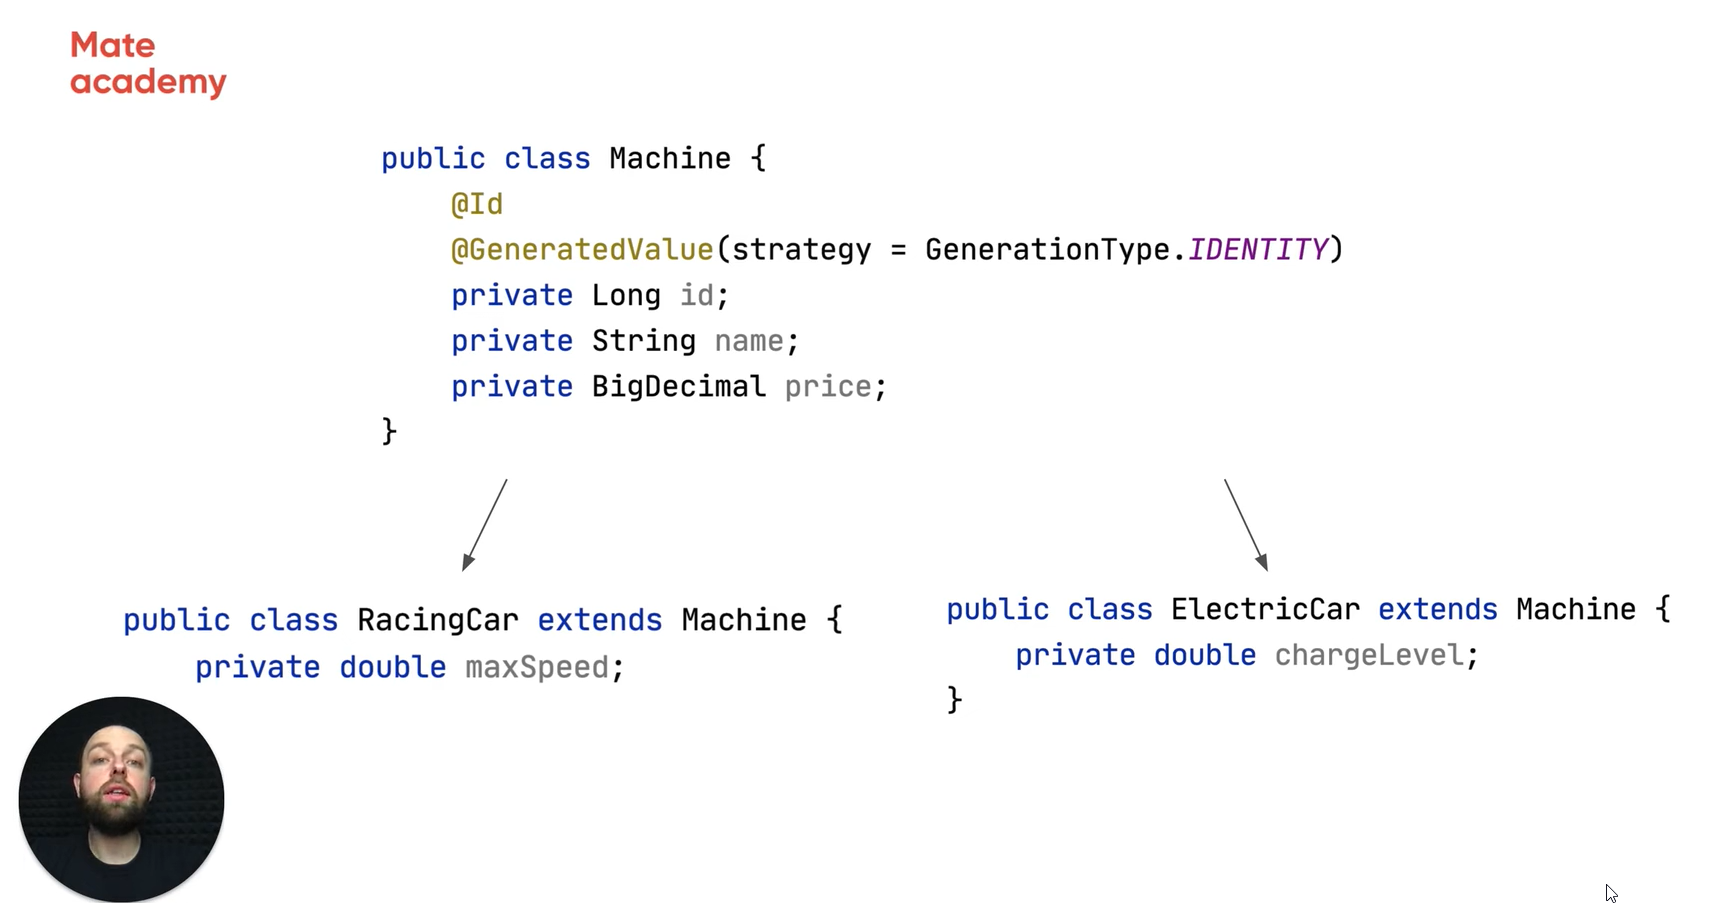 Mate
academy
public class Machine {
@Id
@GeneratedValue(strategy = GenerationType.IDENTITY)
private Long id;
private String name;
private BigDecimal price;
}
public class RacingCar extends Machine {
private double maxSpeed;
public class ElectricCar extends Machine {
private double chargeLevel;
}